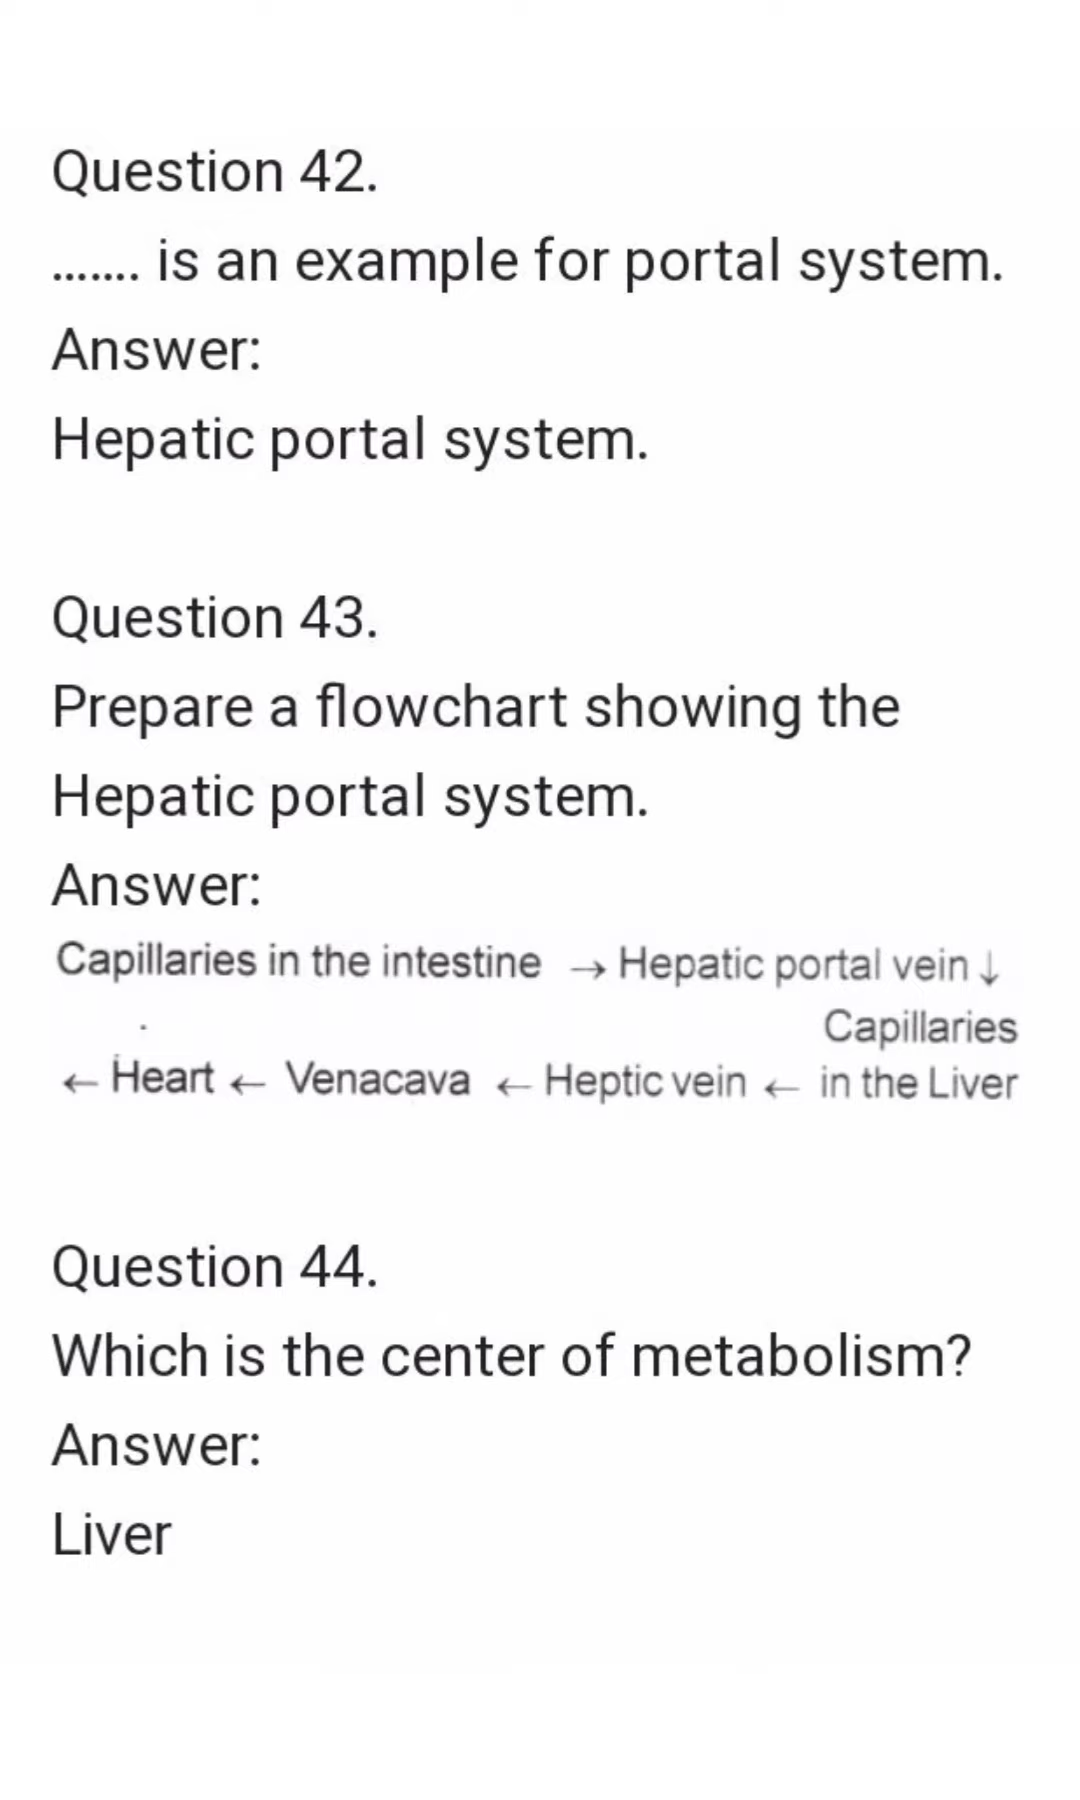 Question 42.
....... is an example for portal system.
Answer:
Hepatic portal system.
Question 43.
Prepare a flowchart showing the
Hepatic portal system.
Answer:
Capillaries in the intestine → Hepatic portal vein ↓
Capillaries
← Heart ← Venacava ← Heptic vein ← in the Liver
Question 44.
Which is the center of metabolism?
Answer:
Liver